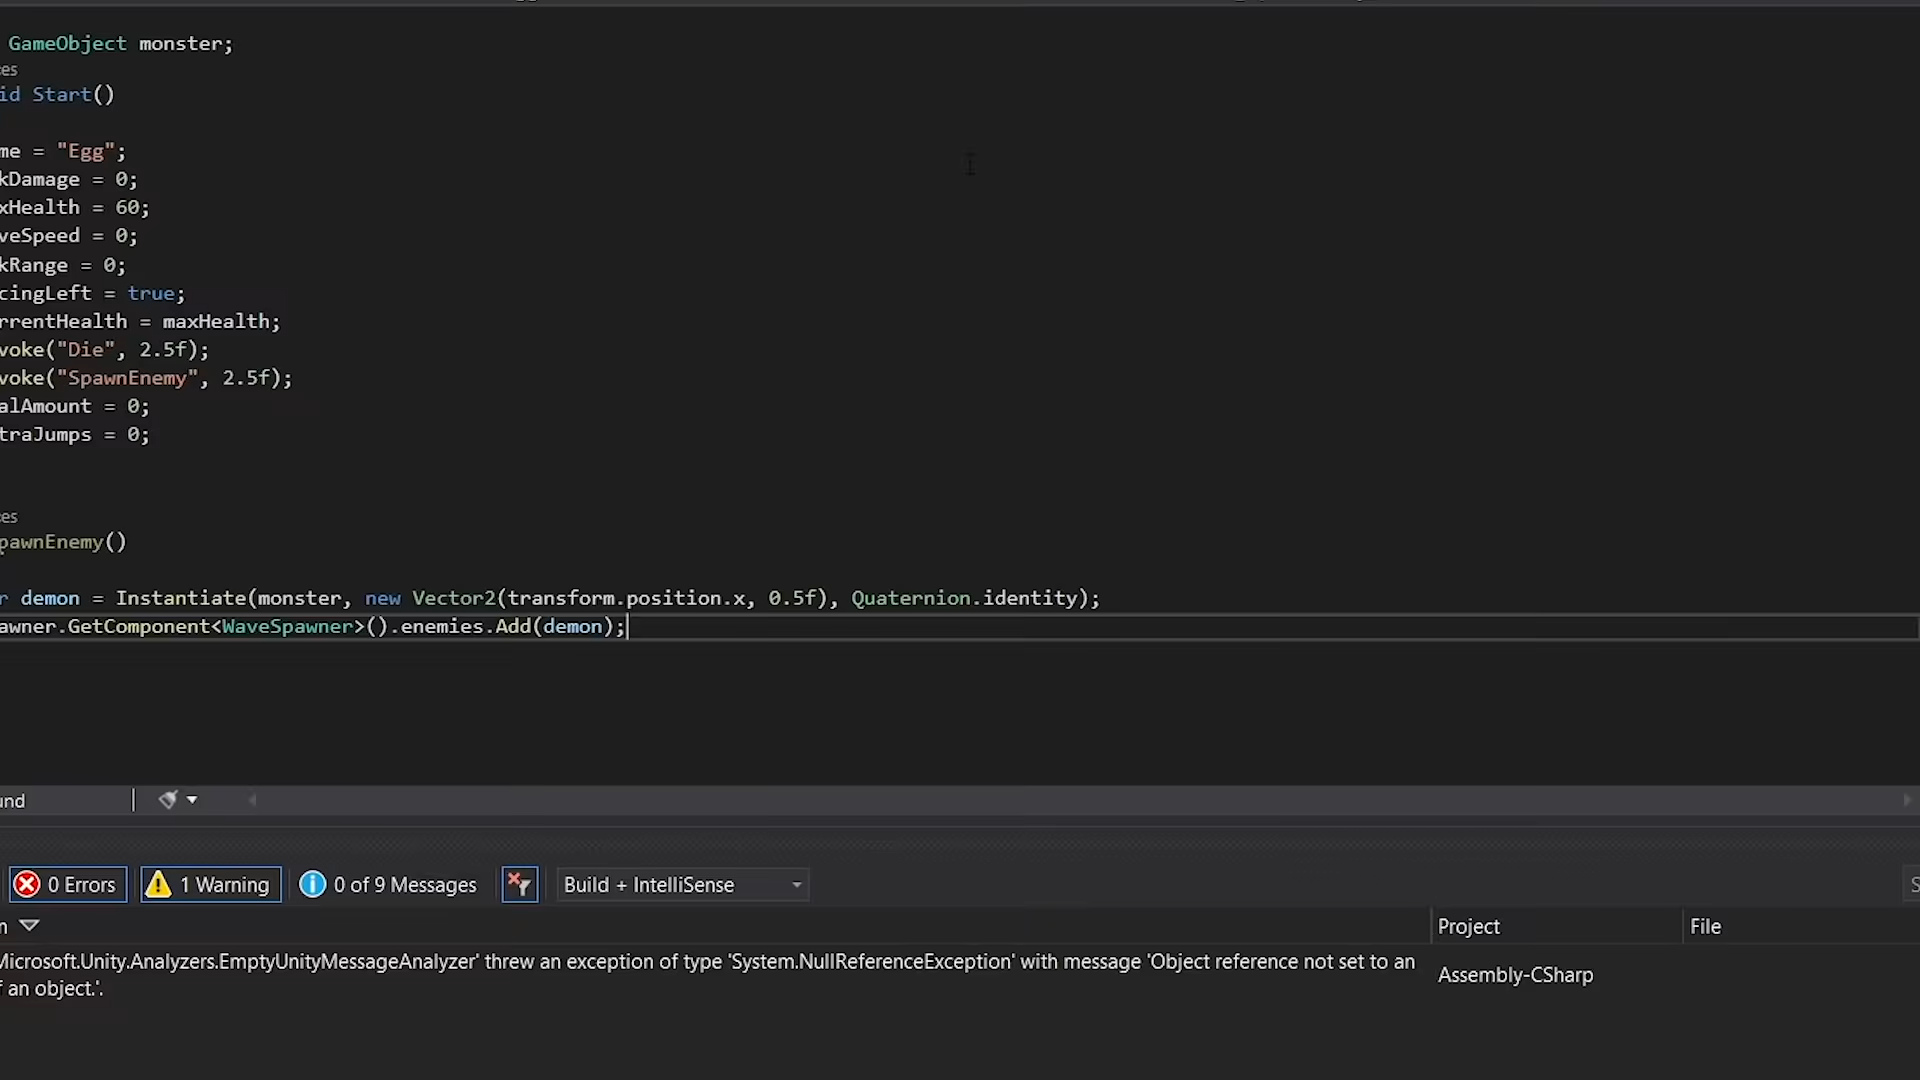 GameObject monster;
es
id Start()
me = "Egg";
kDamage = 0;
xHealth = 60;
veSpeed = 0;
kRange = 0;
cingLeft = true;
rrentHealth = maxHealth;
voke("Die", 2.5f);
voke("SpawnEnemy", 2.5f);
alAmount = 0;
traJumps = 0;
es
pawnEnemy()
r demon = Instantiate(monster, new Vector2(transform.position.x, 0.5f), Quaternion.identity);
awner.GetComponent<WaveSpawner>().enemies.Add(demon);
und
0 Errors 1 Warning 0 of 9 Messages Build + IntelliSense S
n Project File
Microsoft.Unity.Analyzers.EmptyUnityMessageAnalyzer' threw an exception of type 'System.NullReferenceException' with message 'Object reference not set to an
f an object.'. Assembly-CSharp